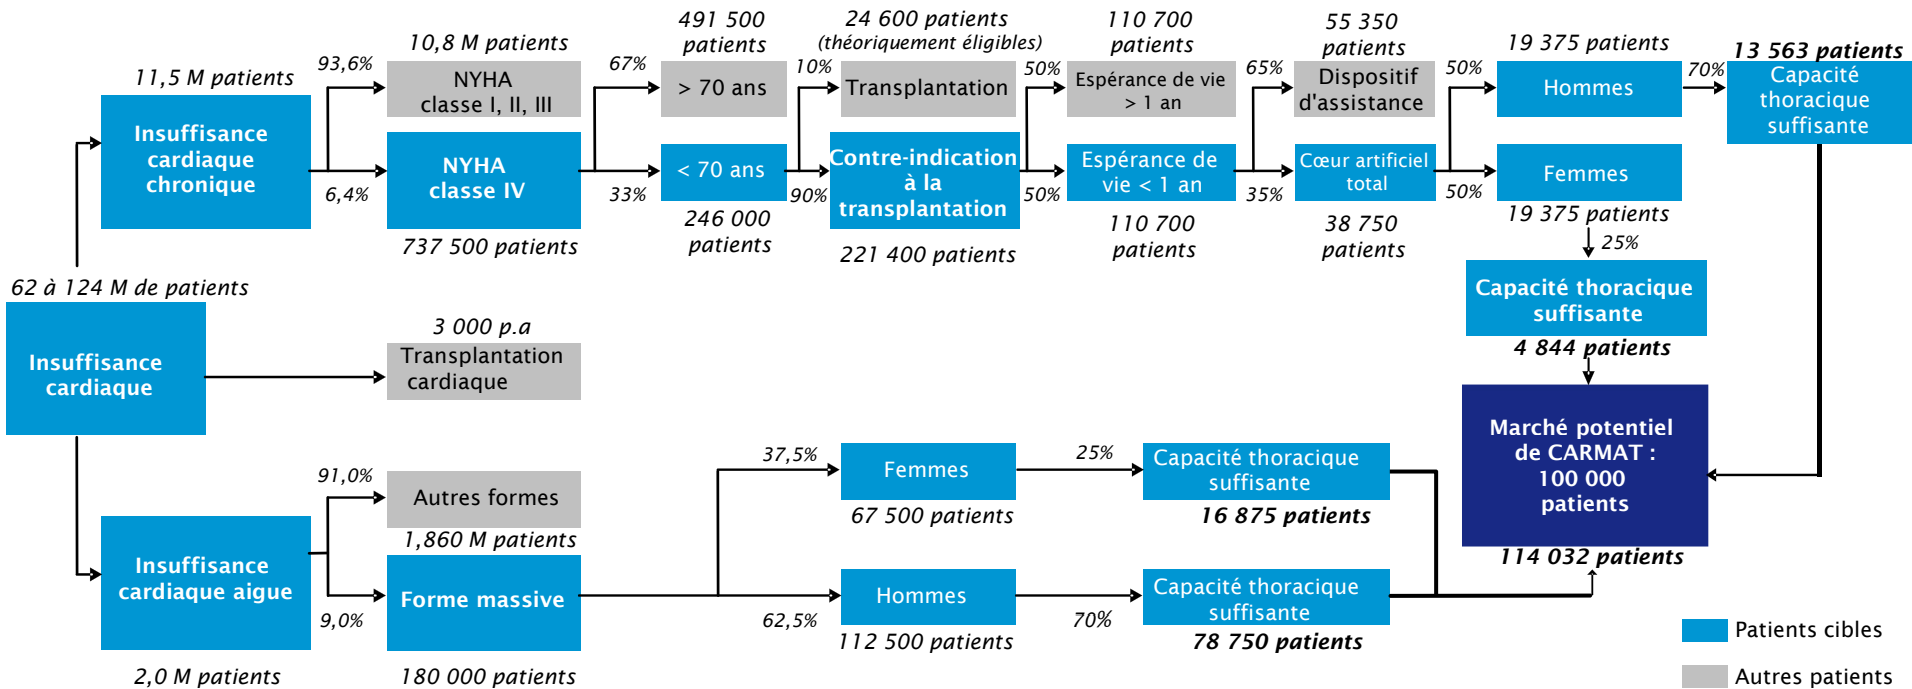 11,5 M patients
Insuffisance
cardiaque
chronique
93,6%
6,4%
10,8 M patients
NYHA
classe I, II, III
NYHA
classe IV
737 500 patients
67%
33%
491 500
patients
> 70 ans
< 70 ans
246 000
patients
10%
90%
24 600 patients
(théoriquement éligibles)
Transplantation
Contre-indication
à la
transplantation
221 400 patients
50%
50%
110 700
patients
Espérance de vie
> 1 an
Espérance de
vie < 1 an
110 700
patients
65%
35%
55 350
patients
Dispositif
d'assistance
Cœur artificiel
total
38 750
patients
50%
50%
19 375 patients
Hommes
Femmes
19 375 patients
70%
13 563 patients
Capacité
thoracique
suffisante
25%
Capacité thoracique
suffisante
4 844 patients
62 à 124 M de patients
Insuffisance
cardiaque
3 000 p.a
Transplantation
cardiaque
Marché potentiel
de CARMAT :
100 000
patients
114 032 patients
91,0%
9,0%
Autres formes
1,860 M patients
Insuffisance
cardiaque aigue
2,0 M patients
Forme massive
180 000 patients
37,5%
62,5%
Femmes
67 500 patients
25%
Capacité thoracique
suffisante
16 875 patients
Hommes
112 500 patients
70%
Capacité thoracique
suffisante
78 750 patients
Patients cibles
Autres patients